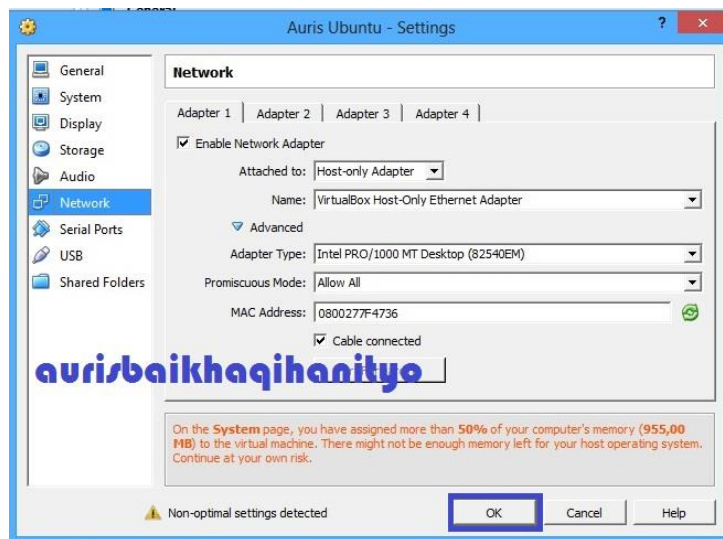 Auris Ubuntu - Settings
?
General
System
Display
Storage
Audio
Network
Serial Ports
USB
Shared Folders
Network
Adapter 1
Adapter 2
Adapter 3
Adapter 4
Enable Network Adapter
Attached to: Host-only Adapter
Name: VirtualBox Host-Only Ethernet Adapter
Advanced
Adapter Type: Intel PRO/1000 MT Desktop (82540EM)
Promiscuous Mode: Allow All
MAC Address: 0800277F4736
Cable connected
aurisbaikhaqihanityo
On the System page, you have assigned more than 50% of your computer's memory (955,00
MB) to the virtual machine. There might not be enough memory left for your host operating system.
Continue at your own risk.
Non-optimal settings detected
OK
Cancel
Help